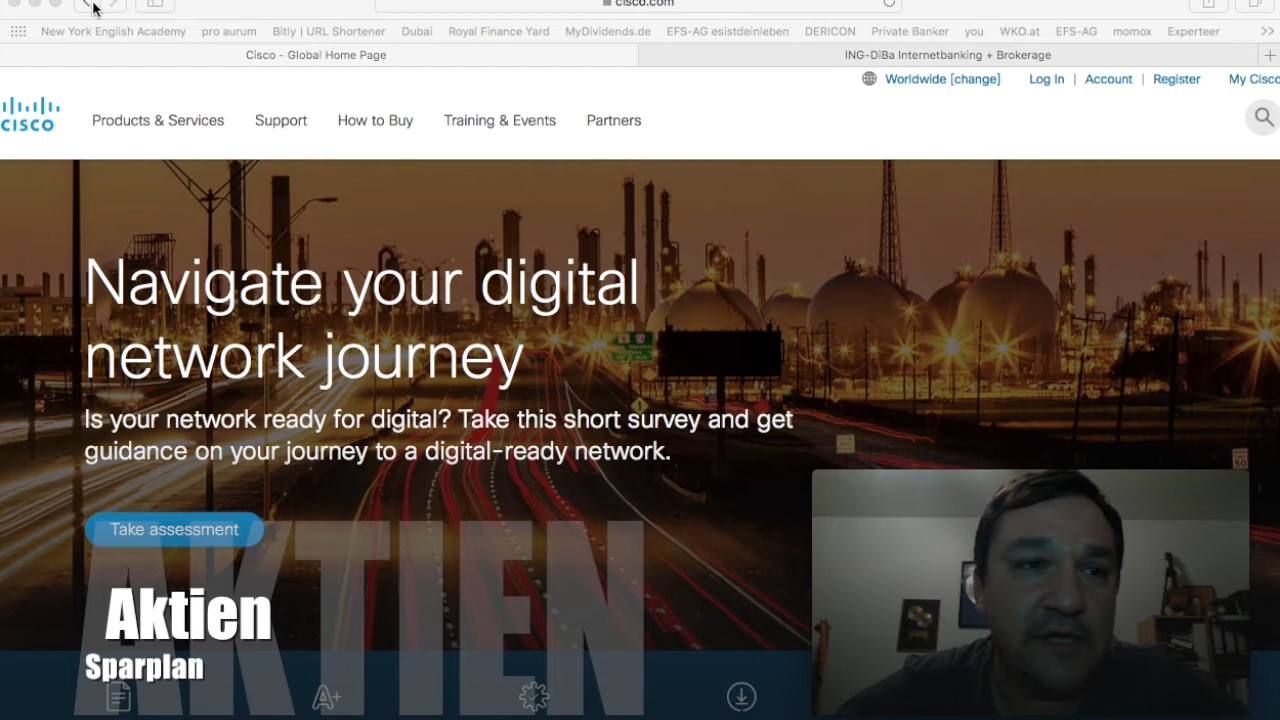 cisco.com
New York English Academy pro aurum Bitly | URL Shortener Dubai Royal Finance Yard MyDividends.de EFS-AG esistdeinleben DERICON Private Banker you WKO.at EFS-AG momox Experteer >>
Cisco - Global Home Page ING-DiBa Internetbanking + Brokerage +
Worldwide [change] Log In | Account | Register My Cisco
CISCO
Products & Services Support How to Buy Training & Events Partners
Navigate your digital
network journey
Is your network ready for digital? Take this short survey and get
guidance on your journey to a digital-ready network.
Take assessment
AKTIEN
Aktien
Sparplan
A+
50